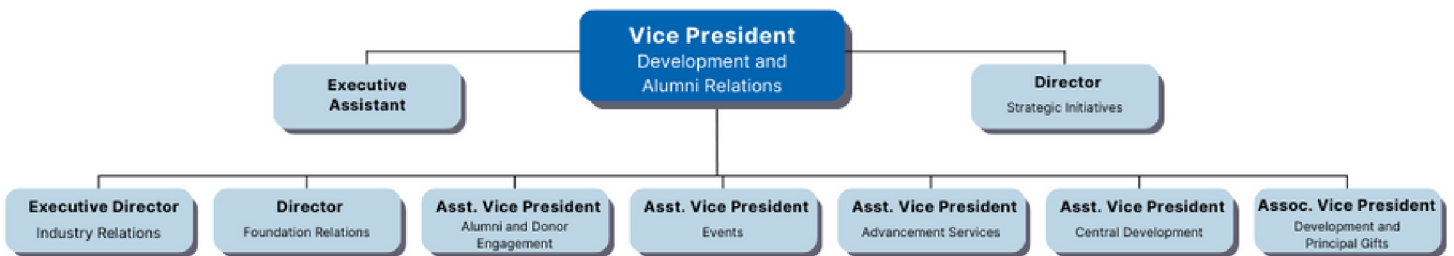 Vice President
Development and
Alumni Relations
Executive
Assistant
Director
Strategic Initiatives
Executive Director
Industry Relations
Director
Foundation Relations
Asst. Vice President
Alumni and Donor
Engagement
Asst. Vice President
Events
Asst. Vice President
Advancement Services
Asst. Vice President
Central Development
Assoc. Vice President
Development and
Principal Gifts